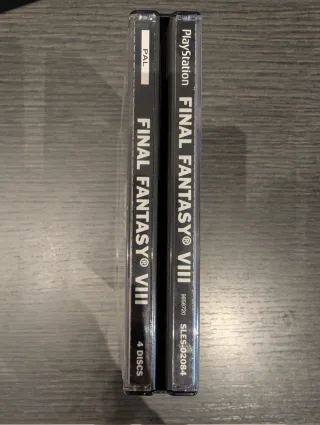 PAL
FINAL FANTASY® VIII
4 DISCS
PlayStation
FINAL FANTASY® VIII
SLES-02084